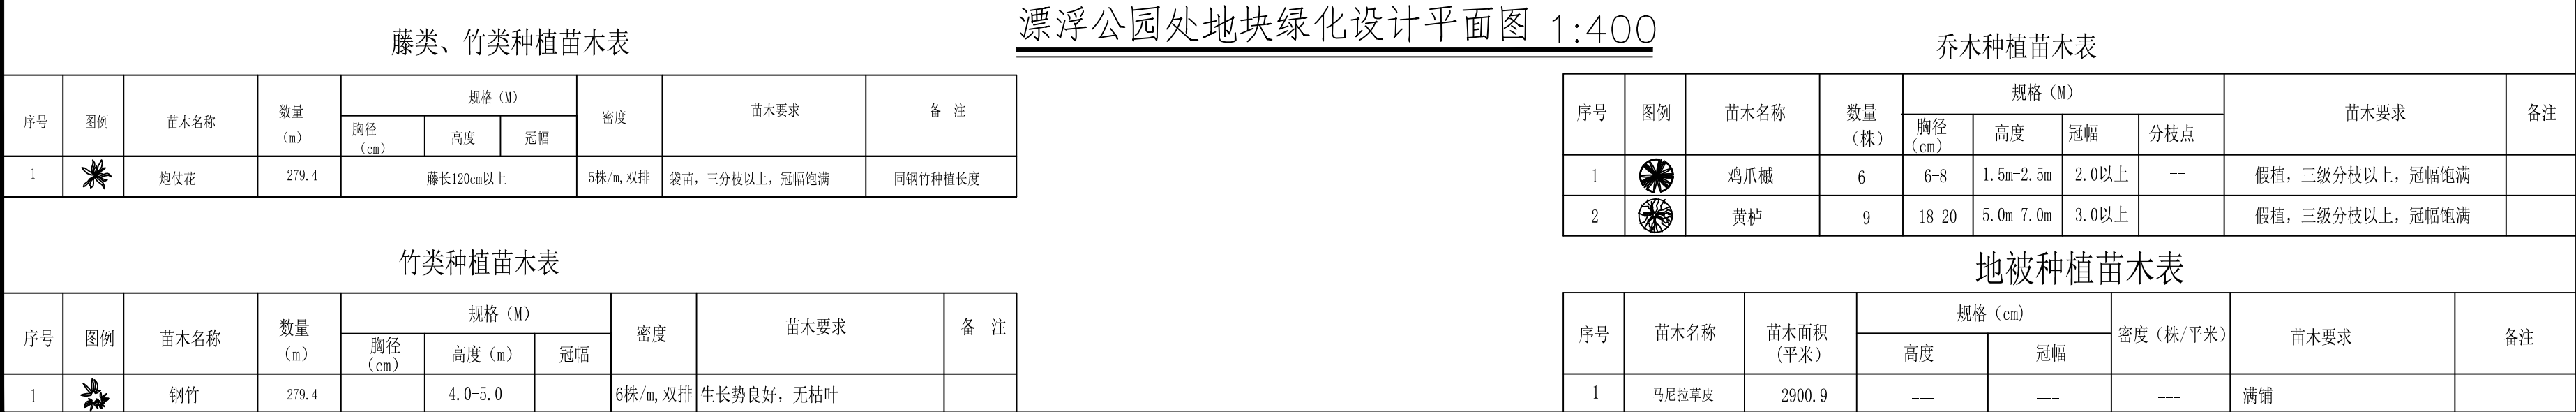 漂浮公园处地块绿化设计平面图 1:400
藤类、竹类种植苗木表
序号 图例 苗木名称 数量（m） 规格（M） 密度 苗木要求 备 注
胸径（cm） 高度 冠幅
1 炮仗花 279.4 藤长120cm以上 5株/m,双排 袋苗，三分枝以上，冠幅饱满 同钢竹种植长度
竹类种植苗木表
序号 图例 苗木名称 数量（m） 规格（M） 密度 苗木要求 备 注
胸径（cm） 高度（m） 冠幅
1 钢竹 279.4 4.0-5.0 6株/m,双排 生长势良好，无枯叶
乔木种植苗木表
序号 图例 苗木名称 数量（株） 规格（M） 苗木要求 备注
胸径（cm） 高度 冠幅 分枝点
1 鸡爪槭 6 6-8 1.5m-2.5m 2.0以上 -- 假植，三级分枝以上，冠幅饱满
2 黄栌 9 18-20 5.0m-7.0m 3.0以上 -- 假植，三级分枝以上，冠幅饱满
地被种植苗木表
序号 苗木名称 苗木面积(平米） 规格（cm) 密度（株/平米） 苗木要求 备注
高度 冠幅
1 马尼拉草皮 2900.9 --- --- --- 满铺